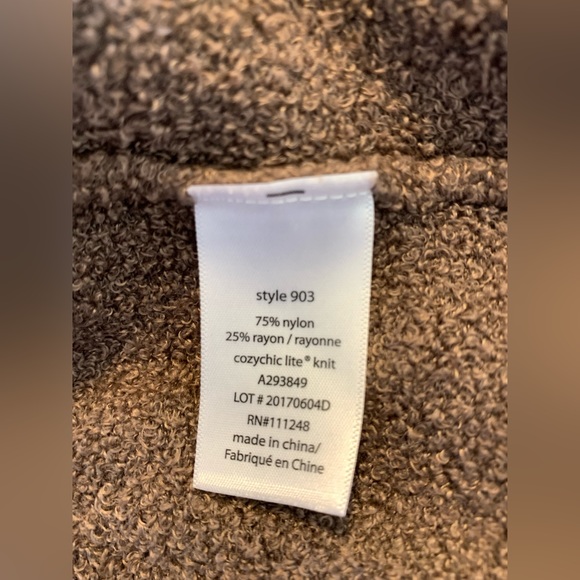 style 903
75% nylon
25% rayon / rayonne
cozychic lite® knit
A293849
LOT # 20170604D
RN#111248
made in china/
Fabriqué en Chine